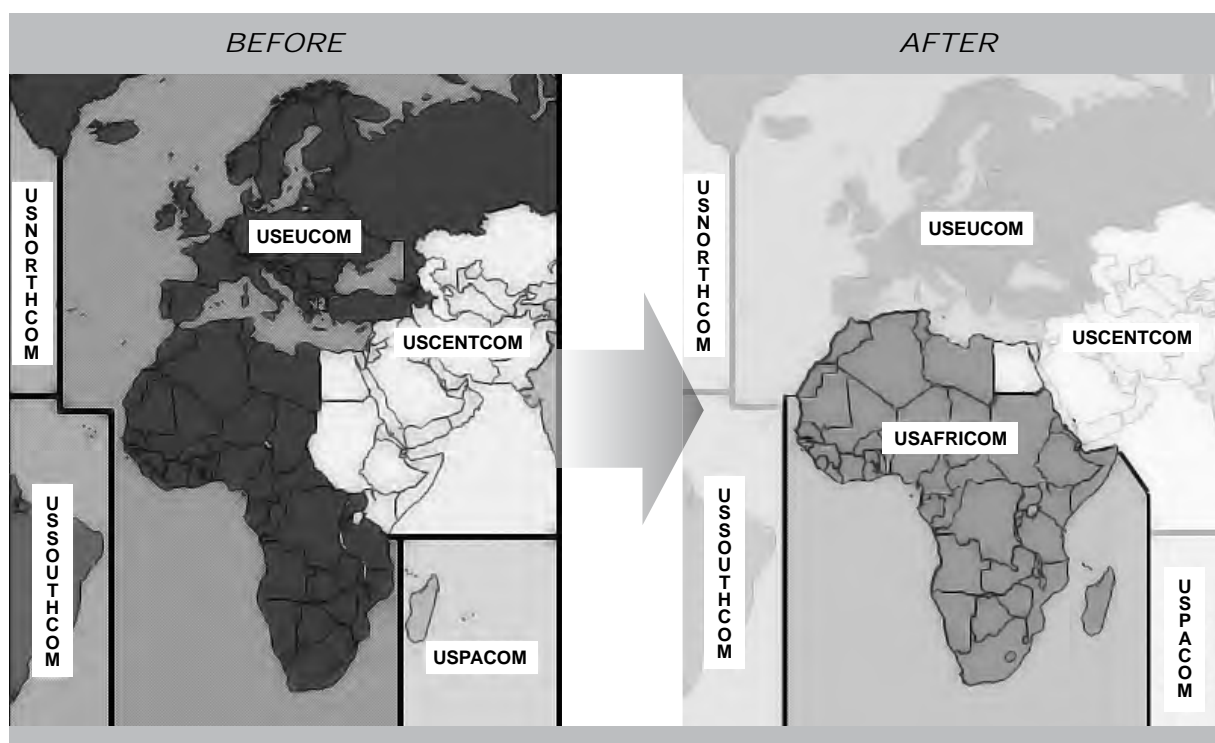 BEFORE
AFTER
USNORTHCOM
USEUCOM
USCENTCOM
USSOUTHCOM
USPACOM
USNORTHCOM
USEUCOM
USCENTCOM
USAFRICOM
USSOUTHCOM
USPACOM